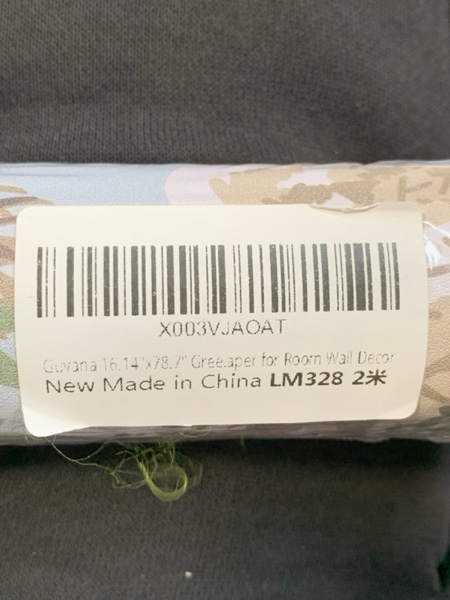 X003VJAOAT
Guvana 16.14"x78.7" Gree...aper for Room Wall Decor
New Made in China LM328 2米